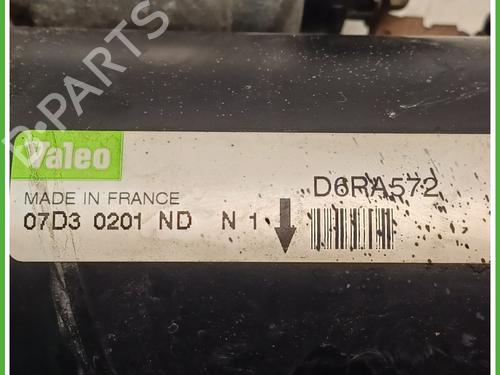 B-PARTS
Valeo
MADE IN FRANCE
07D3 0201 ND N 1
D6RA572